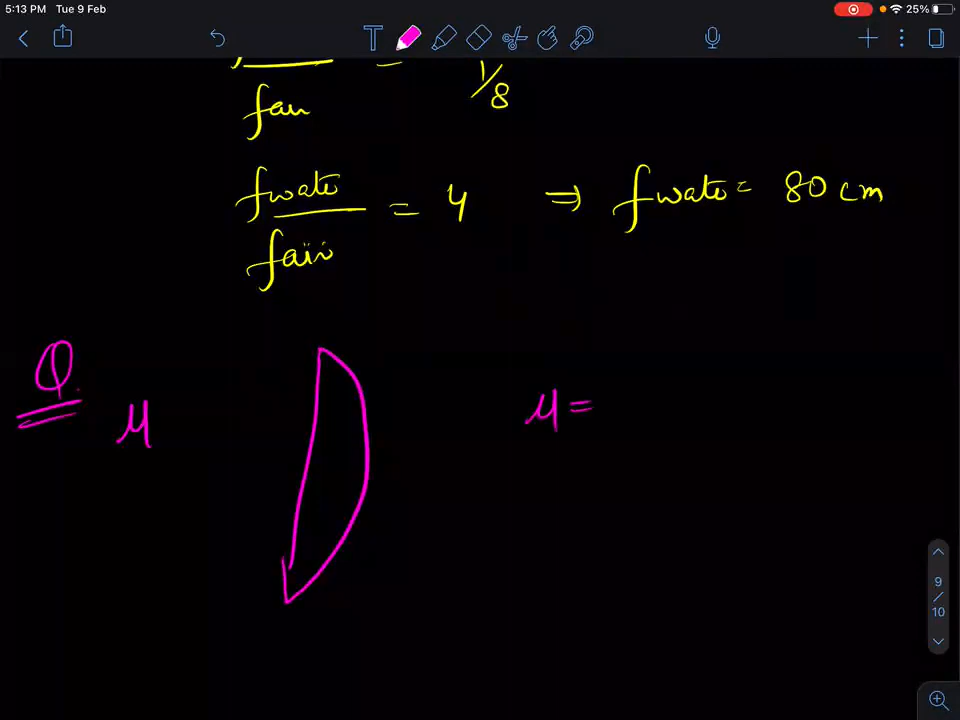 5:13 PM Tue 9 Feb 25%
T
fair 1/8
fwater/fair = 4 ⇒ fwater = 80 cm
Q.
μ μ =
9
/
10